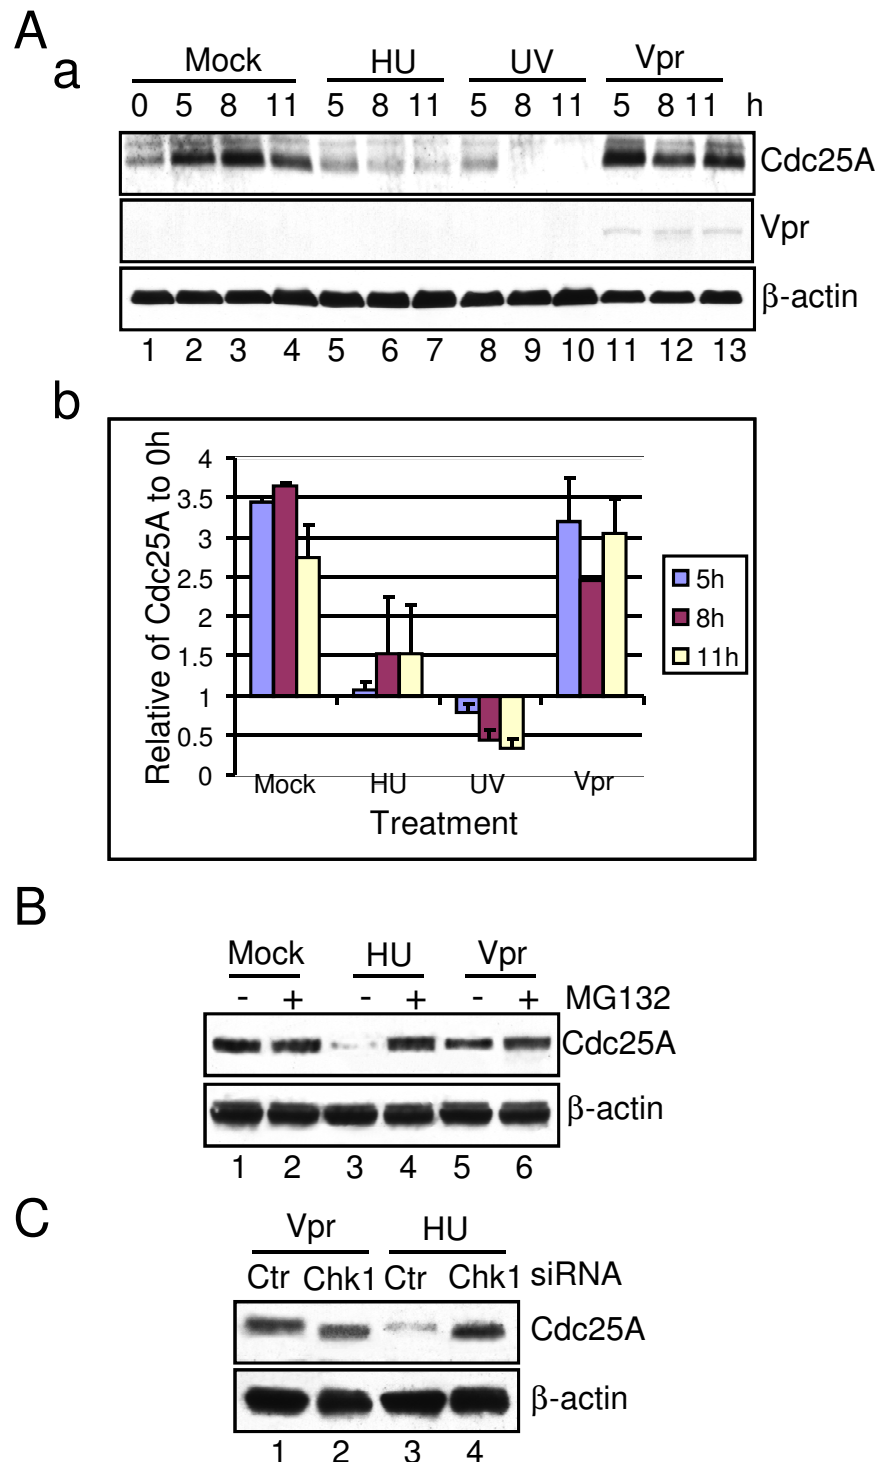 A
a
Mock HU UV Vpr
0 5 8 11 5 8 11 5 8 11 5 8 11 h
Cdc25A
Vpr
β-actin
1 2 3 4 5 6 7 8 9 10 11 12 13
b
Relative of Cdc25A to 0h
4
3.5
3
2.5
2
1.5
1
0.5
0
Mock HU UV Vpr
Treatment
5h
8h
11h
B
Mock HU Vpr
- + - + - + MG132
Cdc25A
β-actin
1 2 3 4 5 6
C
Vpr HU
Ctr Chk1 Ctr Chk1 siRNA
Cdc25A
β-actin
1 2 3 4